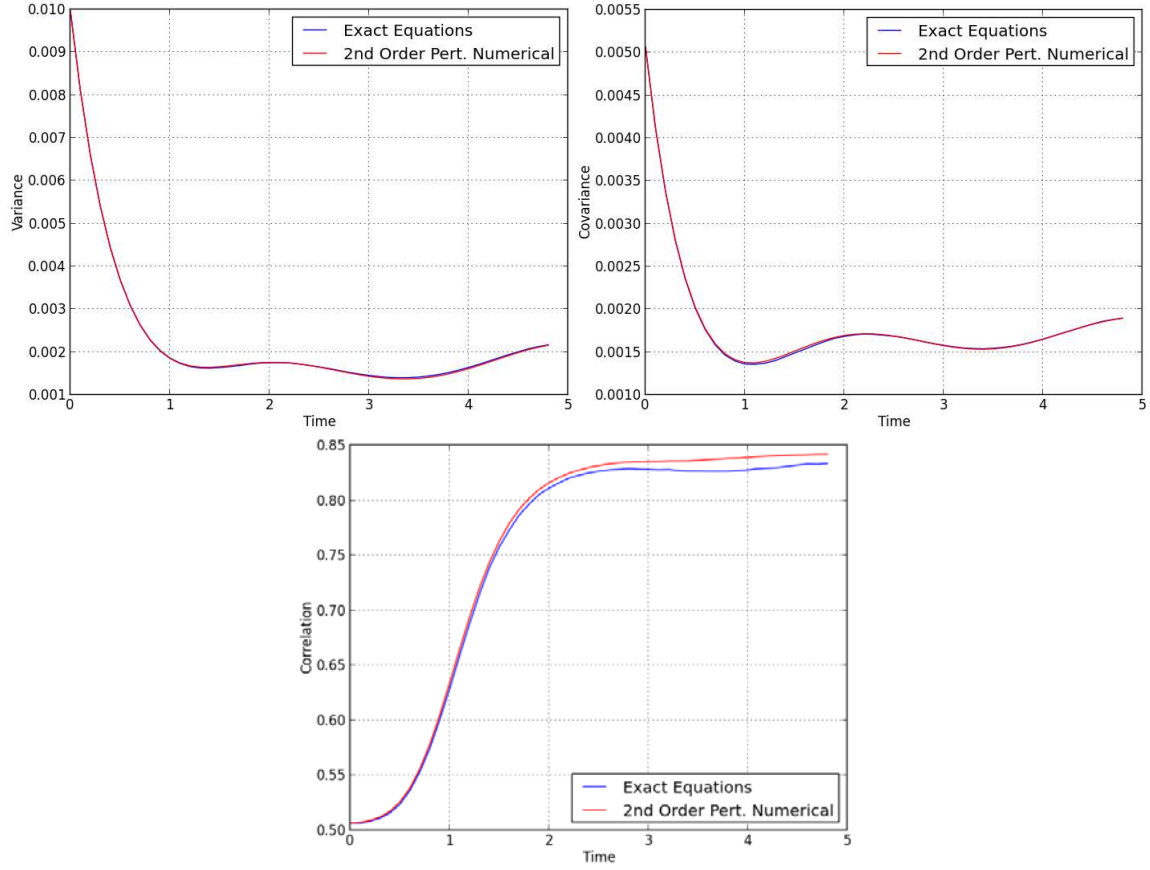 Exact Equations
2nd Order Pert. Numerical
0.010
0.009
0.008
0.007
0.006
0.005
0.004
0.003
0.002
0.001
Variance
0 1 2 3 4 5
Time
Exact Equations
2nd Order Pert. Numerical
0.0055
0.0050
0.0045
0.0040
0.0035
0.0030
0.0025
0.0020
0.0015
0.0010
Covariance
0 1 2 3 4 5
Time
0.85
0.80
0.75
0.70
0.65
0.60
0.55
0.50
Correlation
Exact Equations
2nd Order Pert. Numerical
0 1 2 3 4 5
Time